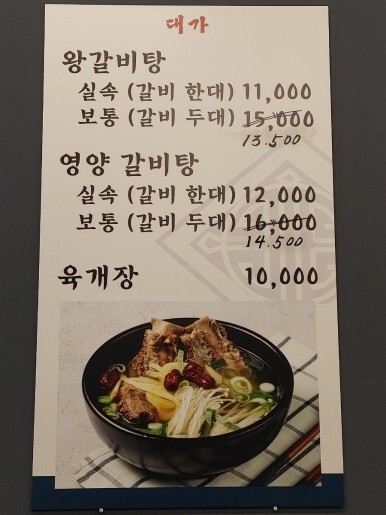 대가
왕갈비탕
실속 (갈비 한대) 11,000
보통 (갈비 두대) 15,000
13.500
영양 갈비탕
실속 (갈비 한대) 12,000
보통 (갈비 두대) 16,000
14.500
육개장 10,000